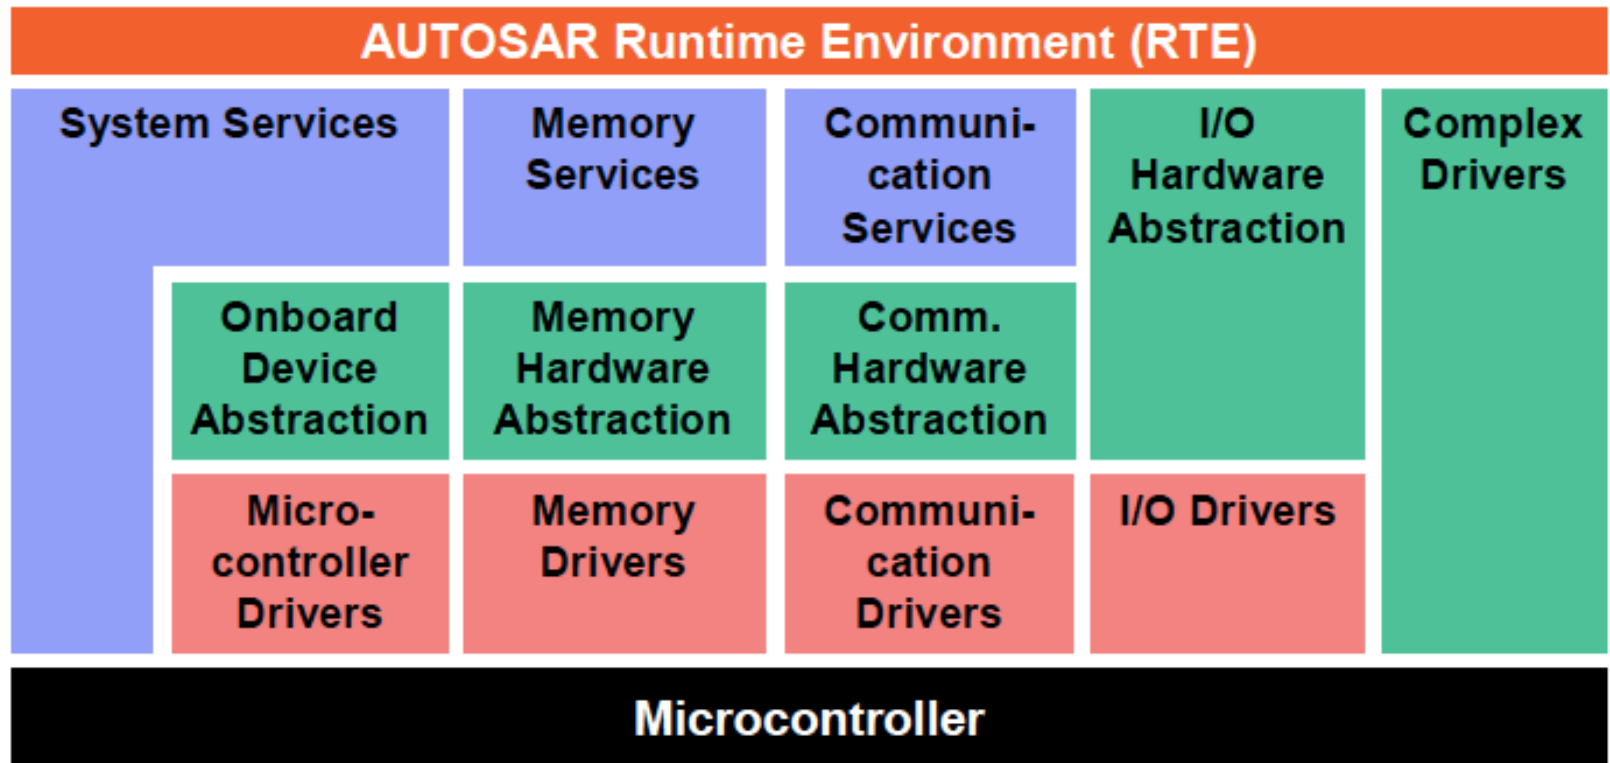 AUTOSAR Runtime Environment (RTE)
System Services
Memory
Services
Communi-
cation
Services
I/O
Hardware
Abstraction
Complex
Drivers
Onboard
Device
Abstraction
Memory
Hardware
Abstraction
Comm.
Hardware
Abstraction
Micro-
controller
Drivers
Memory
Drivers
Communi-
cation
Drivers
I/O Drivers
Microcontroller